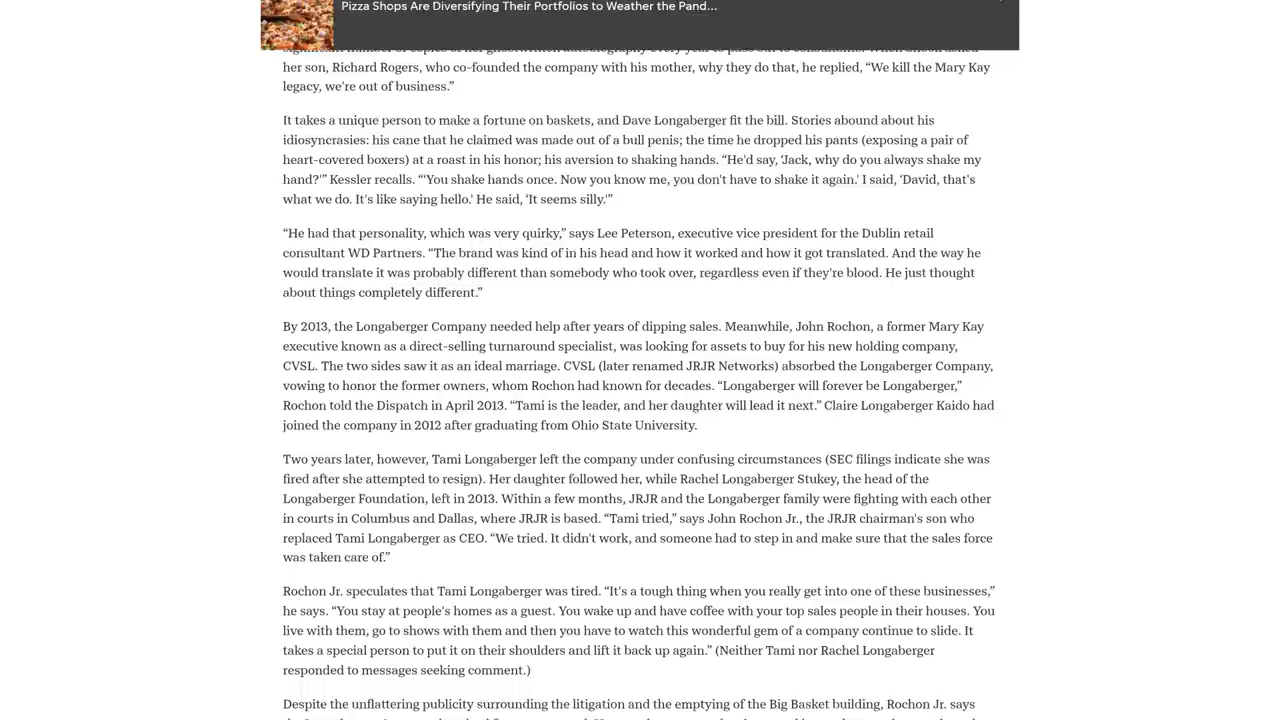 Pizza Shops Are Diversifying Their Portfolios to Weather the Pand...
her son, Richard Rogers, who co-founded the company with his mother, why they do that, he replied, “We kill the Mary Kay
legacy, we’re out of business.”
It takes a unique person to make a fortune on baskets, and Dave Longaberger fit the bill. Stories abound about his
idiosyncrasies: his cane that he claimed was made out of a bull penis; the time he dropped his pants (exposing a pair of
heart-covered boxers) at a roast in his honor; his aversion to shaking hands. “He'd say, ‘Jack, why do you always shake my
hand?'” Kessler recalls. “‘You shake hands once. Now you know me, you don't have to shake it again.' I said, ‘David, that's
what we do. It's like saying hello.' He said, ‘It seems silly.'”
“He had that personality, which was very quirky,” says Lee Peterson, executive vice president for the Dublin retail
consultant WD Partners. “The brand was kind of in his head and how it worked and how it got translated. And the way he
would translate it was probably different than somebody who took over, regardless even if they're blood. He just thought
about things completely different.”
By 2013, the Longaberger Company needed help after years of dipping sales. Meanwhile, John Rochon, a former Mary Kay
executive known as a direct-selling turnaround specialist, was looking for assets to buy for his new holding company,
CVSL. The two sides saw it as an ideal marriage. CVSL (later renamed JRJR Networks) absorbed the Longaberger Company,
vowing to honor the former owners, whom Rochon had known for decades. “Longaberger will forever be Longaberger,”
Rochon told the Dispatch in April 2013. “Tami is the leader, and her daughter will lead it next.” Claire Longaberger Kaido had
joined the company in 2012 after graduating from Ohio State University.
Two years later, however, Tami Longaberger left the company under confusing circumstances (SEC filings indicate she was
fired after she attempted to resign). Her daughter followed her, while Rachel Longaberger Stukey, the head of the
Longaberger Foundation, left in 2013. Within a few months, JRJR and the Longaberger family were fighting with each other
in courts in Columbus and Dallas, where JRJR is based. “Tami tried,” says John Rochon Jr., the JRJR chairman's son who
replaced Tami Longaberger as CEO. “We tried. It didn't work, and someone had to step in and make sure that the sales force
was taken care of.”
Rochon Jr. speculates that Tami Longaberger was tired. “It's a tough thing when you really get into one of these businesses,”
he says. “You stay at people's homes as a guest. You wake up and have coffee with your top sales people in their houses. You
live with them, go to shows with them and then you have to watch this wonderful gem of a company continue to slide. It
takes a special person to put it on their shoulders and lift it back up again.” (Neither Tami nor Rachel Longaberger
responded to messages seeking comment.)
Despite the unflattering publicity surrounding the litigation and the emptying of the Big Basket building, Rochon Jr. says